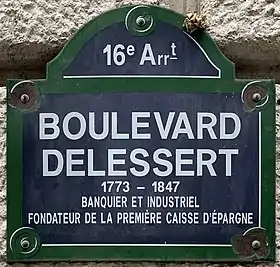 16e Arrt
BOULEVARD
DELESSERT
1773 – 1847
BANQUIER ET INDUSTRIEL
FONDATEUR DE LA PREMIÈRE CAISSE D'ÉPARGNE